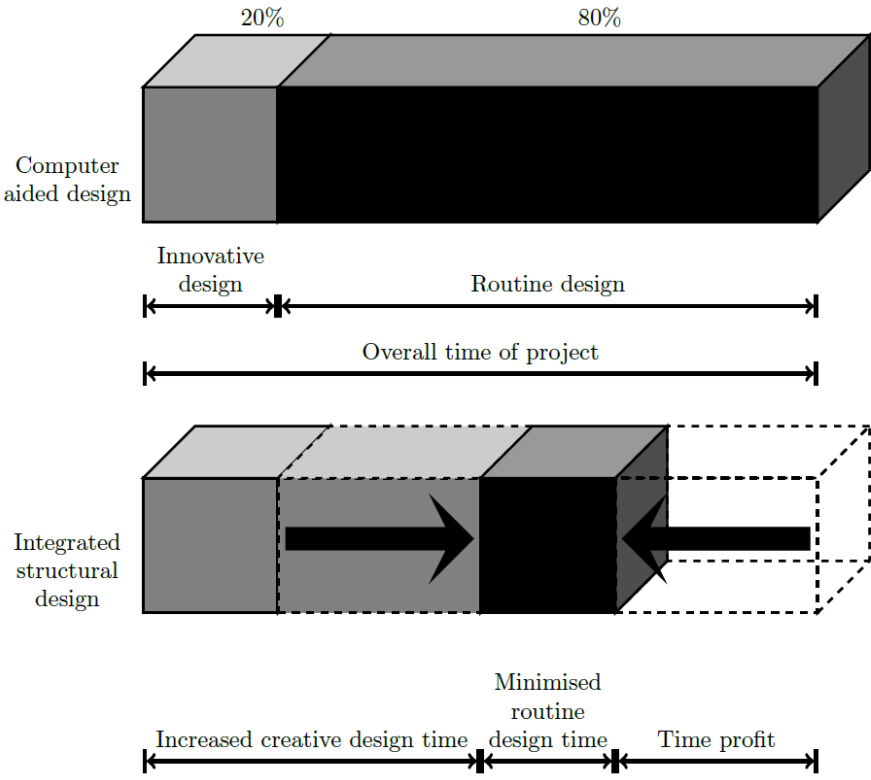 20%
80%
Computer
aided design
Innovative
design
Routine design
Overall time of project
Integrated
structural
design
Increased creative design time
Minimised
routine
design time
Time profit